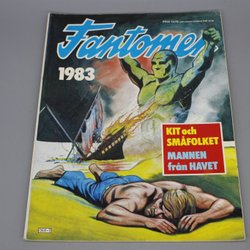 Fantomen
1983
KIT och
SMÅFOLKET
MANNEN
från HAVET